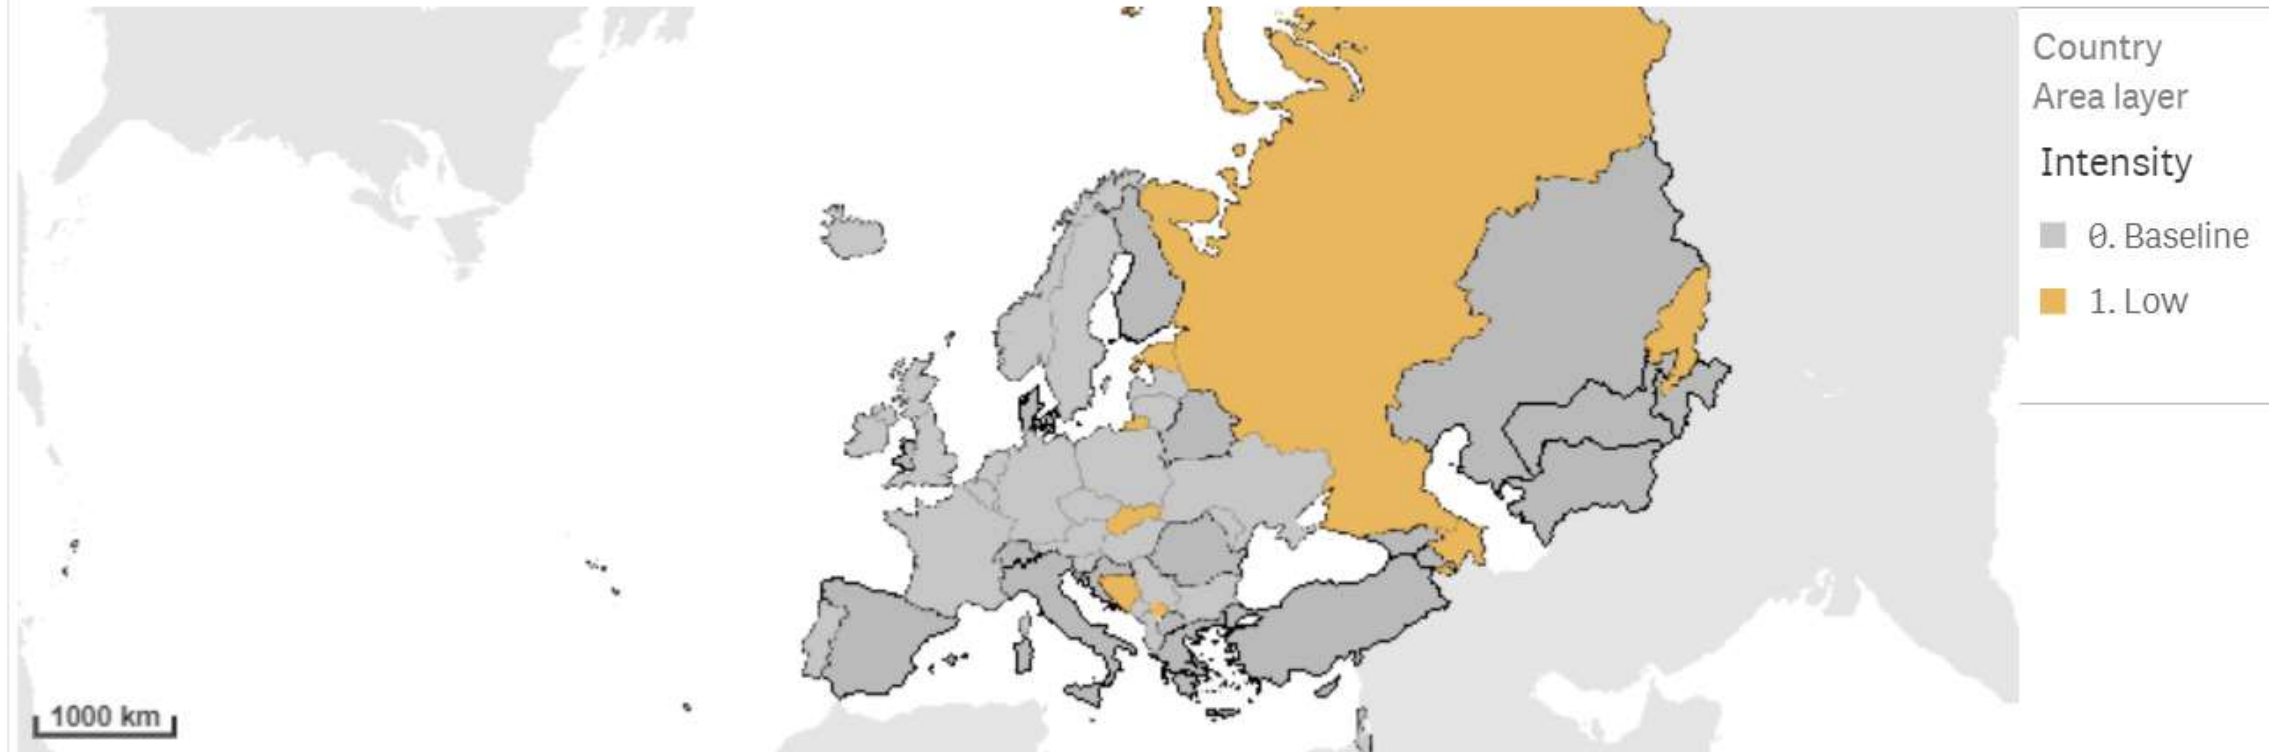 Country
Area layer
Intensity
0. Baseline
1. Low
1000 km